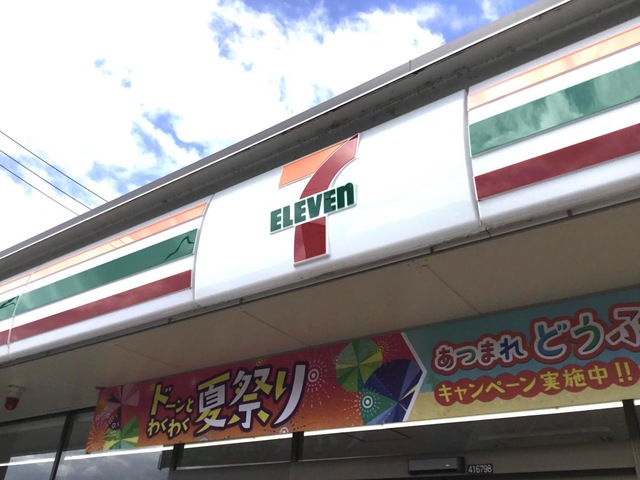 7
ELEVEn
ドーンと
わくわく
夏祭り
あつまれ どうぶ
キャンペーン実施中!!
416798